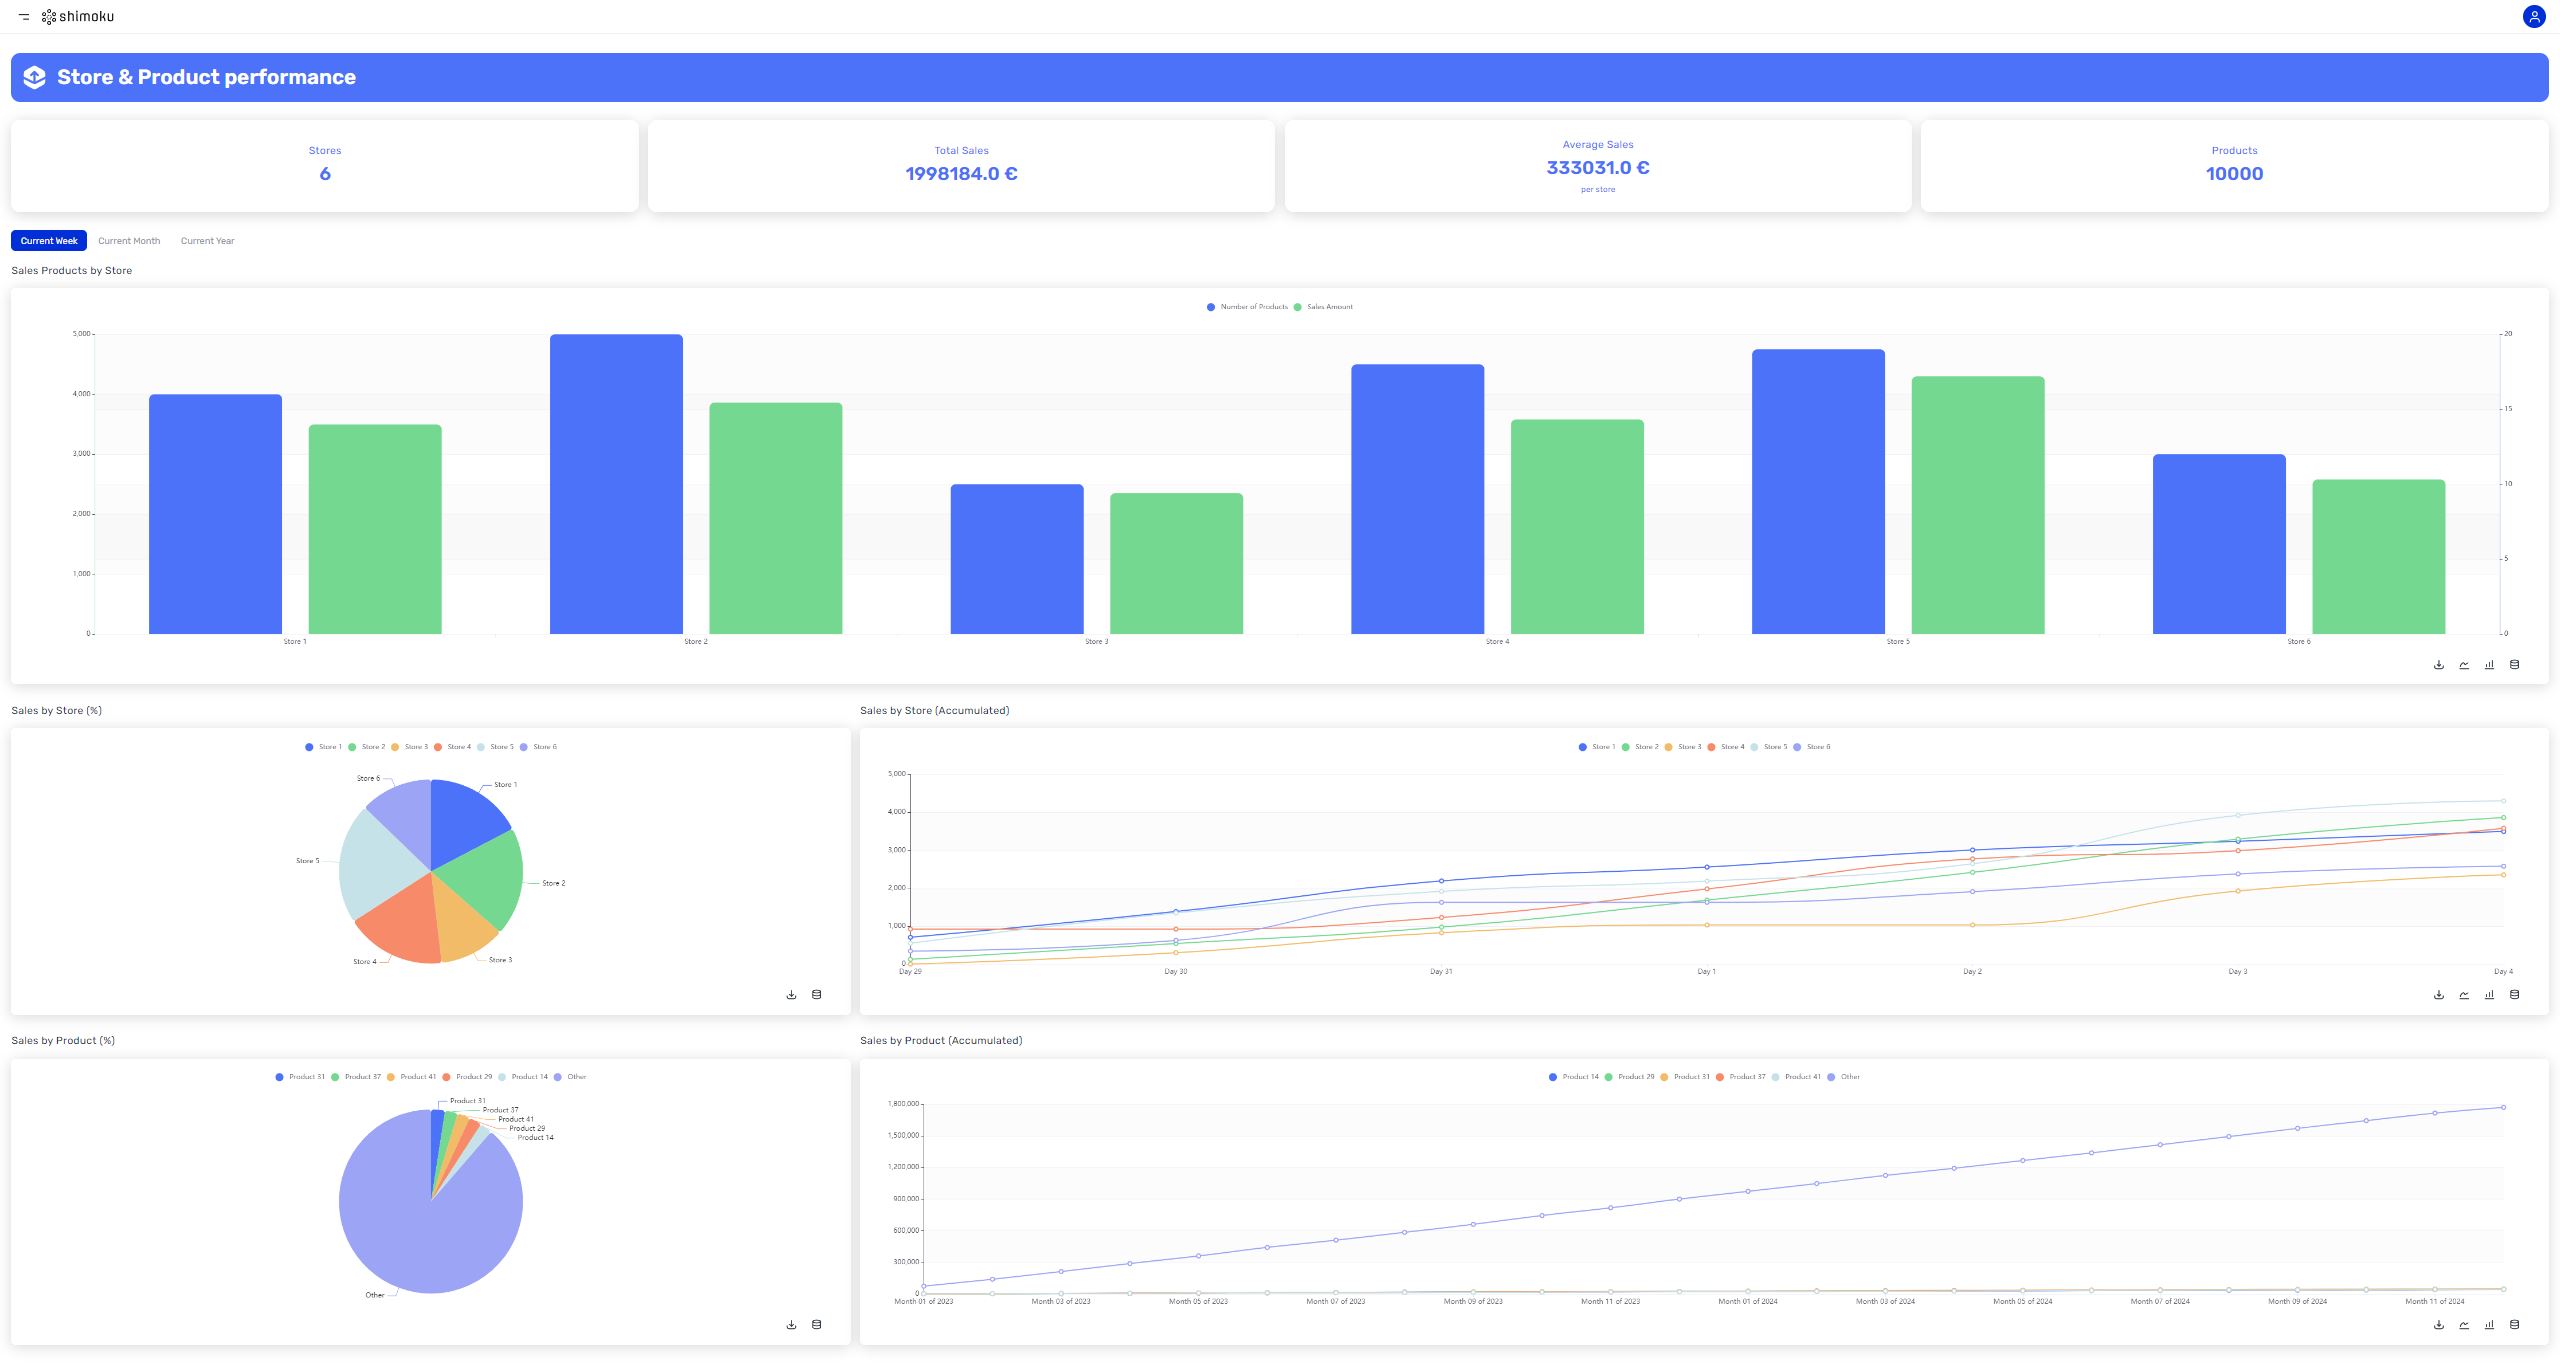 shimoku
Store & Product performance
Stores
6
Total Sales
1998184.0 €
Average Sales
333031.0 €
per store
Products
10000
Current Week Current Month Current Year
Sales Products by Store
Number of Products Sales Amount
5,000 20
4,000 15
3,000
10
2,000
5
1,000
0 0
Store 1 Store 2 Store 3 Store 4 Store 5 Store 6
Sales by Store (%)
Store 1 Store 2 Store 3 Store 4 Store 5 Store 6
Store 6
Store 1
Store 5
Store 2
Store 3
Store 4
Sales by Store (Accumulated)
Store 1 Store 2 Store 3 Store 4 Store 5 Store 6
5,000
4,000
3,000
2,000
1,000
0
Day 29 Day 30 Day 31 Day 1 Day 2 Day 3 Day 4
Sales by Product (%)
Product 31 Product 37 Product 41 Product 29 Product 14 Other
Product 31
Product 37
Product 41
Product 29
Product 14
Other
Sales by Product (Accumulated)
Product 14 Product 29 Product 31 Product 37 Product 41 Other
1,800,000
1,500,000
1,200,000
900,000
600,000
300,000
0
Month 01 of 2023 Month 03 of 2023 Month 05 of 2023 Month 07 of 2023 Month 09 of 2023 Month 11 of 2023 Month 01 of 2024 Month 03 of 2024 Month 05 of 2024 Month 07 of 2024 Month 09 of 2024 Month 11 of 2024